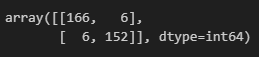 array([[166,   6],
       [  6, 152]], dtype=int64)